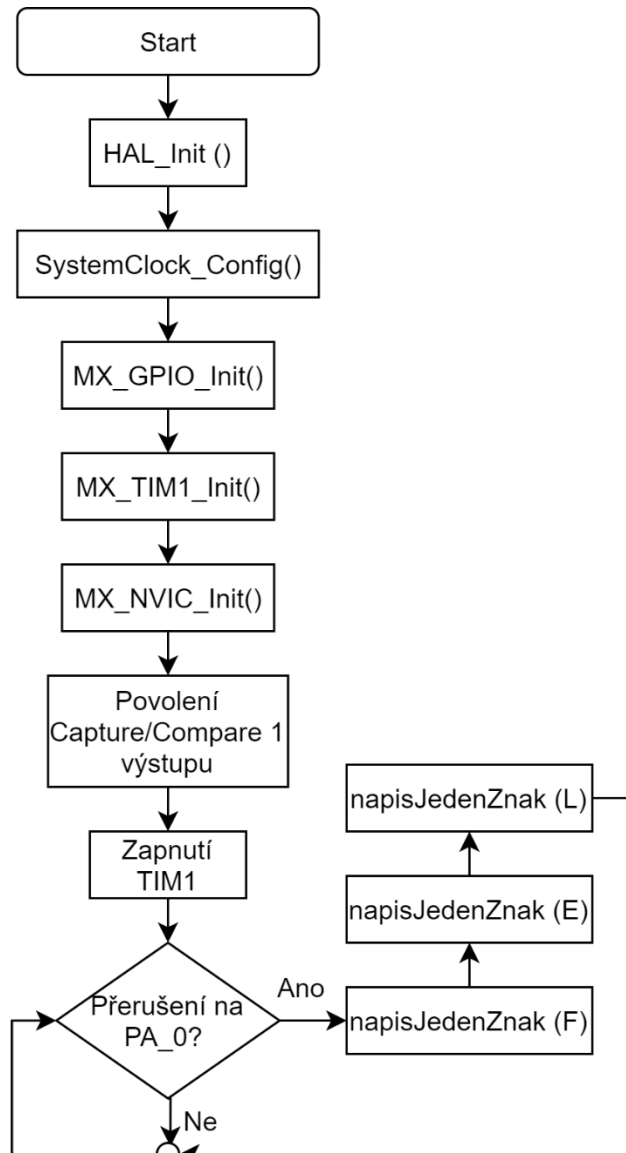 Start
HAL_Init ()
SystemClock_Config()
MX_GPIO_Init()
MX_TIM1_Init()
MX_NVIC_Init()
Povolení
Capture/Compare 1
výstupu
Zapnutí
TIM1
Přerušení na
PA_0?
Ano
Ne
napisJedenZnak (F)
napisJedenZnak (E)
napisJedenZnak (L)